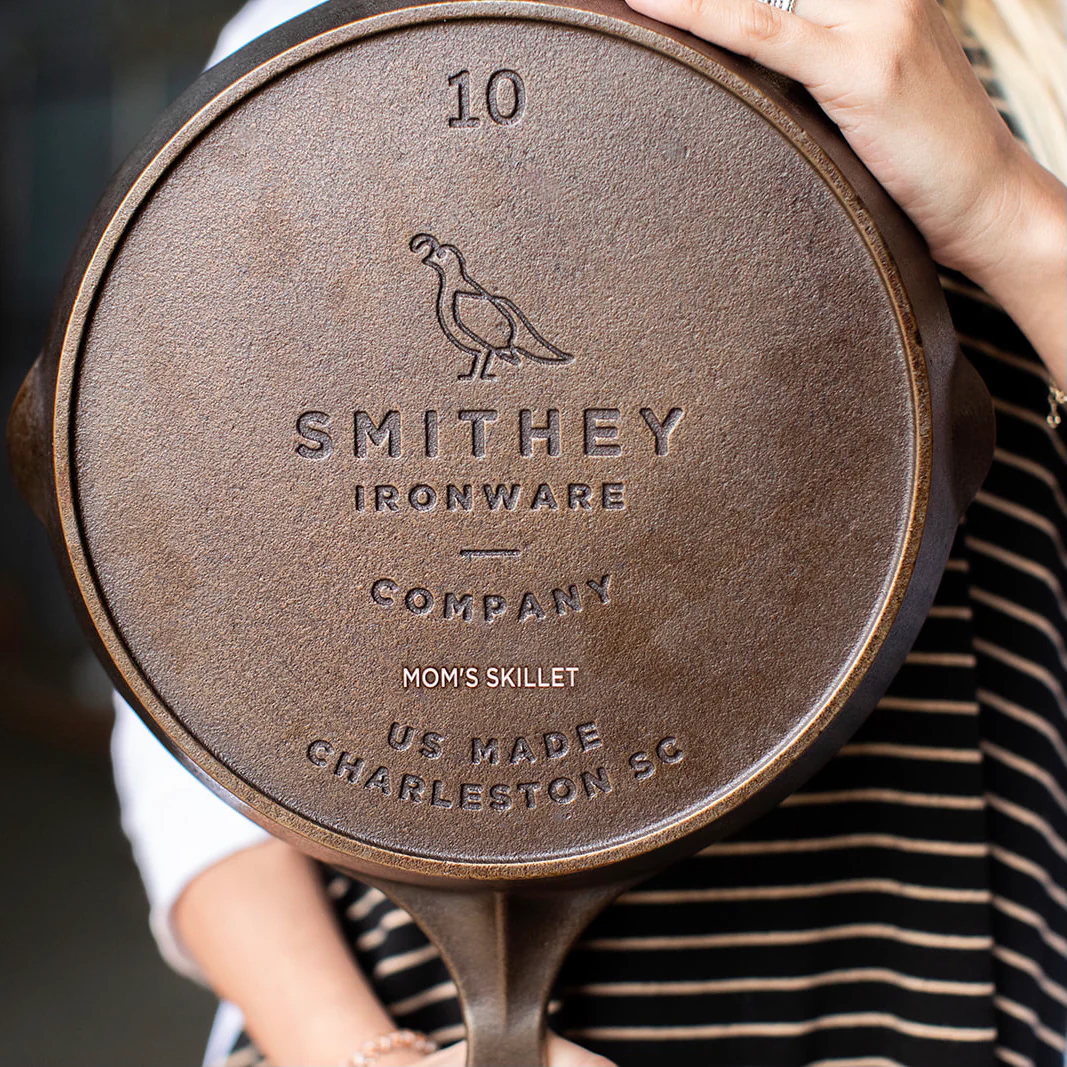 10
SMITHEY
IRONWARE
COMPANY
MOM'S SKILLET
US MADE
CHARLESTON SC